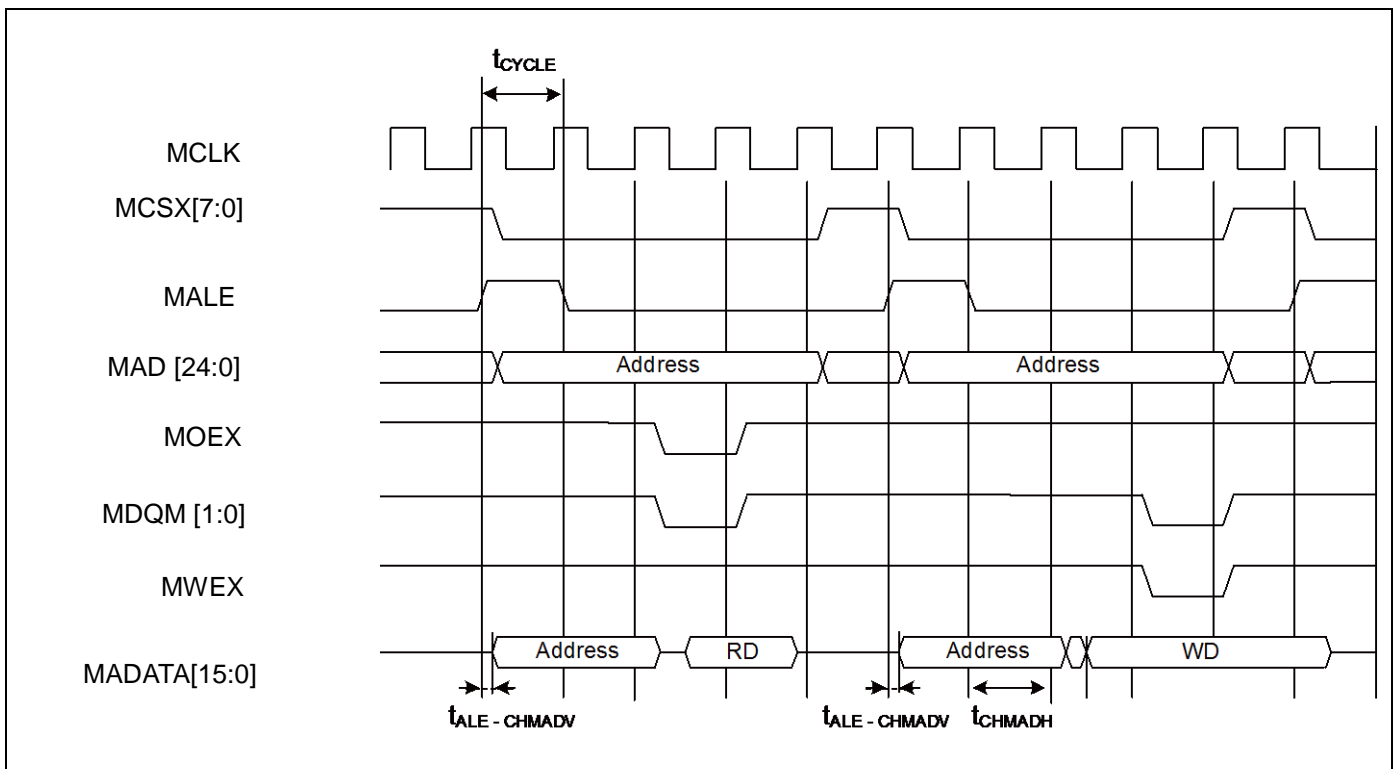 tCYCLE
MCLK
MCSX[7:0]
MALE
MAD [24:0]
Address
Address
MOEX
MDQM [1:0]
MWEX
MADATA[15:0]
Address
RD
Address
WD
tALE - CHMADV
tALE - CHMADV
tCHMADH